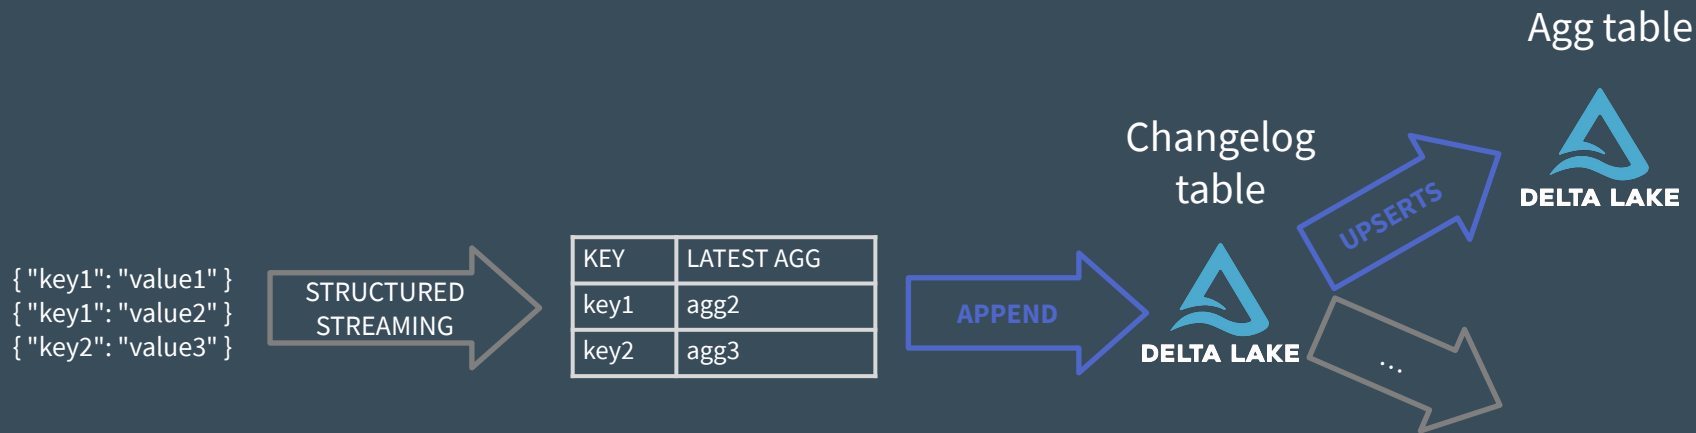 Agg table
DELTA LAKE
Changelog
table
UPSERTS
{ "key1": "value1" }
{ "key1": "value2" }
{ "key2": "value3" }
STRUCTURED
STREAMING
KEY LATEST AGG
key1 agg2
key2 agg3
APPEND
DELTA LAKE
...